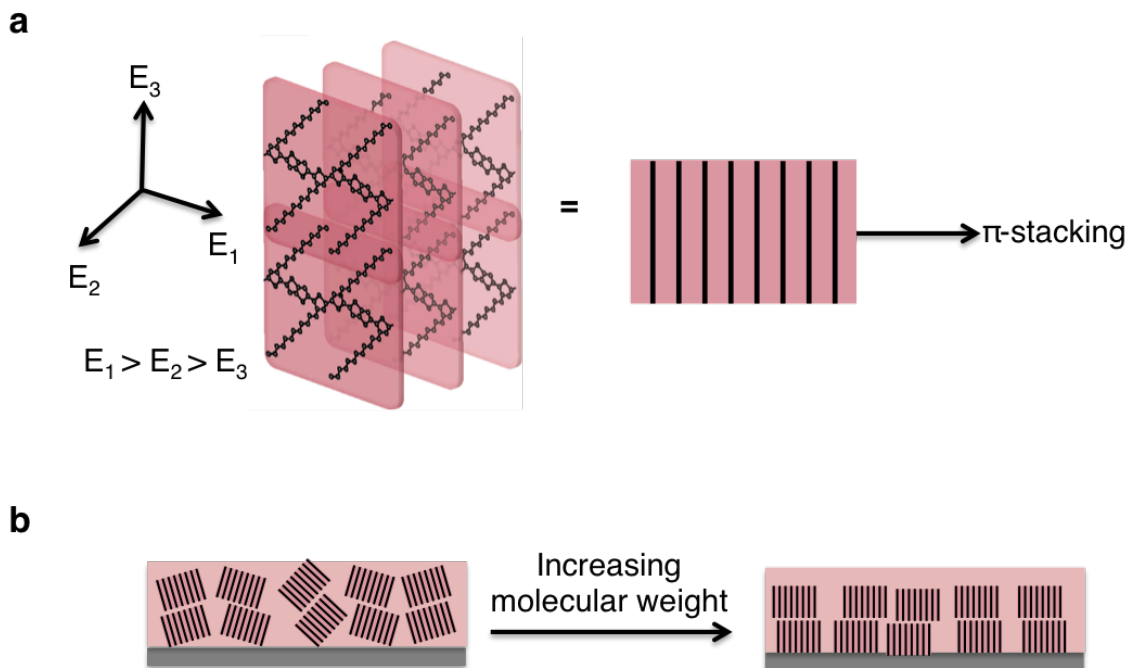 a
E₃
E₁
E₂
E₁ > E₂ > E₃
=
π-stacking
b
Increasing
molecular weight